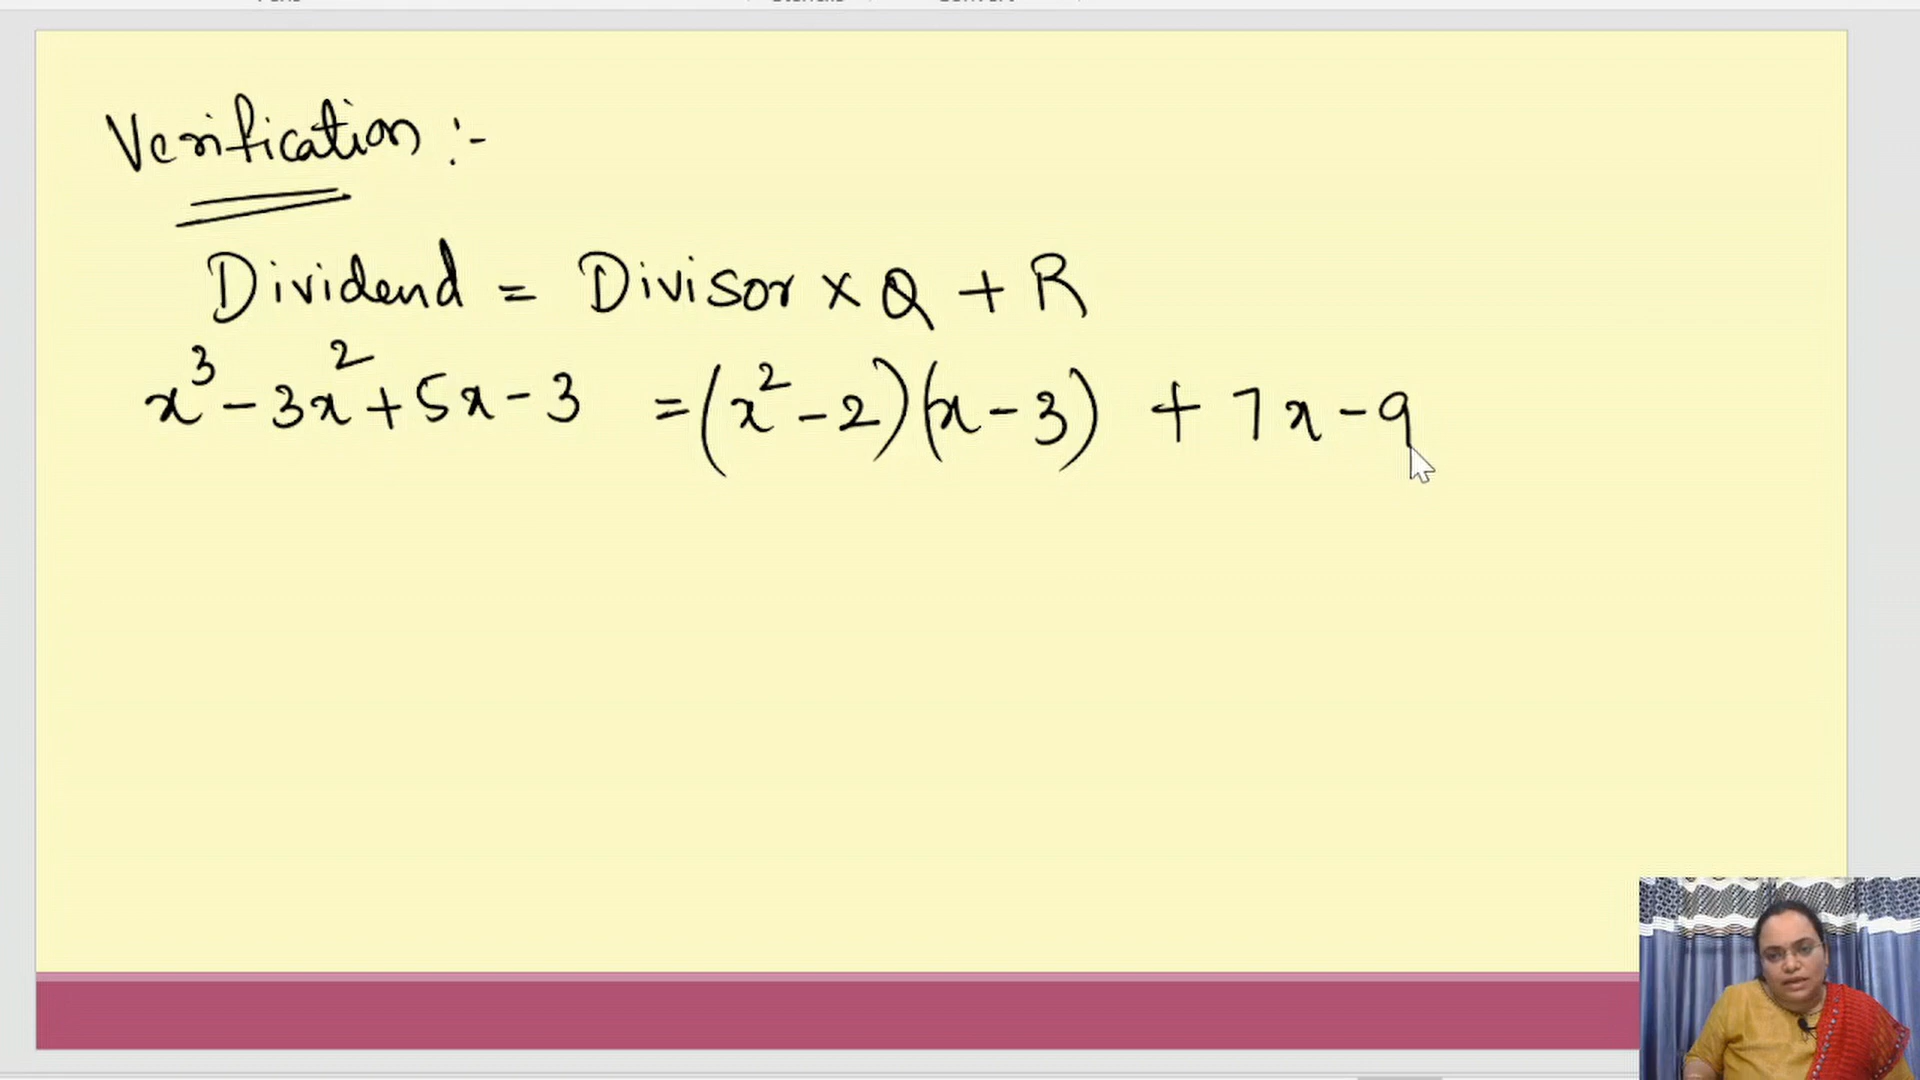 Verification :-
Dividend = Divisor × Q + R
x³ - 3x² + 5x - 3 = (x² - 2)(x - 3) + 7x - 9